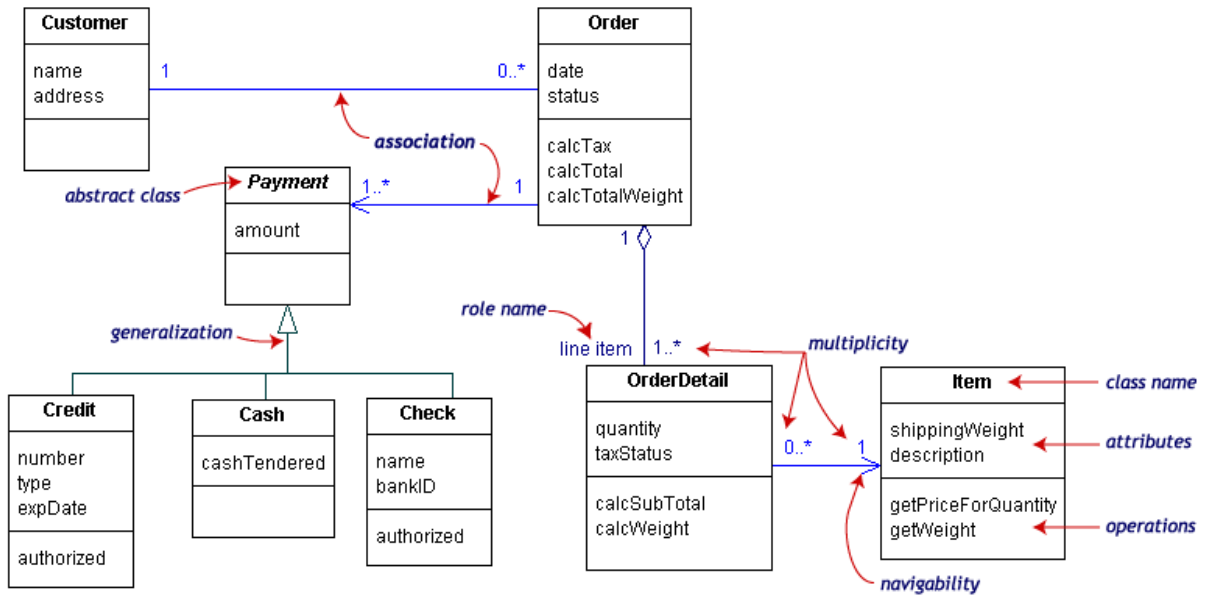 Customer
name
address
1
0..*
Order
date
status
calcTax
calcTotal
calcTotalWeight
association
abstract class
Payment
amount
1..*
1
1
generalization
role name
line item
1..*
multiplicity
Credit
number
type
expDate
authorized
Cash
cashTendered
Check
name
bankID
authorized
OrderDetail
quantity
taxStatus
calcSubTotal
calcWeight
0..*
1
Item
shippingWeight
description
getPriceForQuantity
getWeight
class name
attributes
operations
navigability